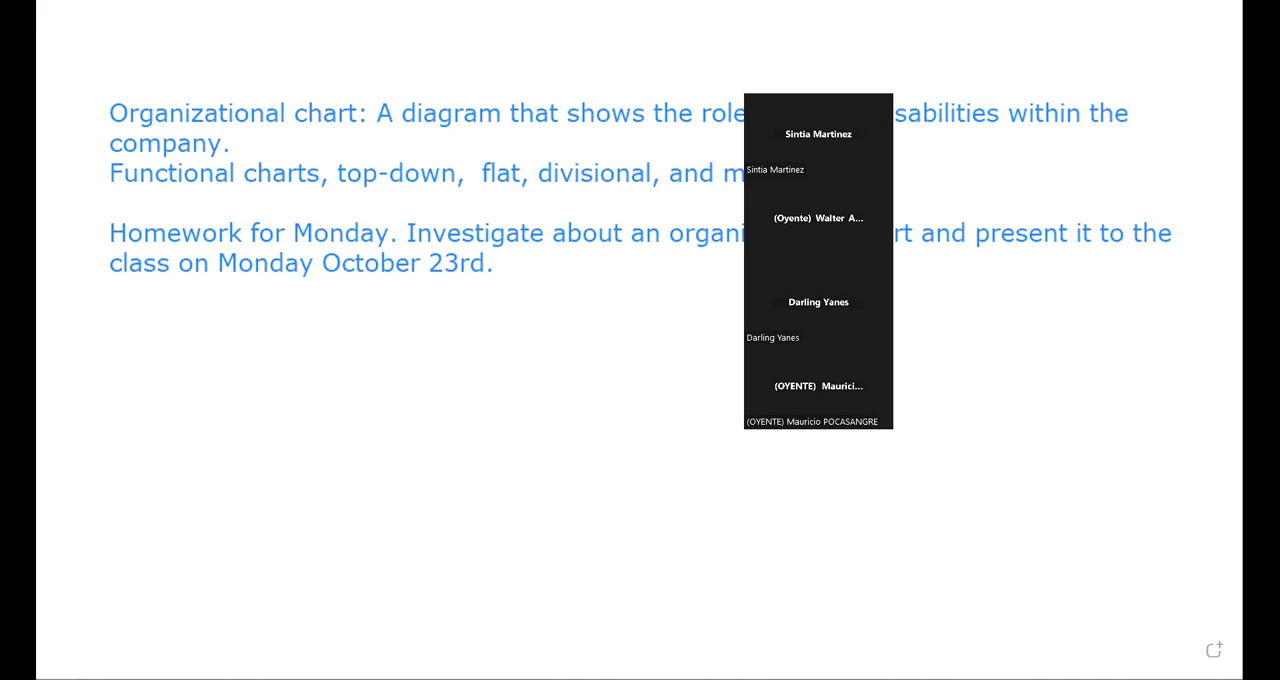 Organizational chart: A diagram that shows the role sabilities within the
company.
Functional charts, top-down, flat, divisional, and m
Homework for Monday. Investigate about an organi rt and present it to the
class on Monday October 23rd.
Sintia Martinez
Sintia Martinez
(Oyente) Walter A...
Darling Yanes
Darling Yanes
(OYENTE) Maurici...
(OYENTE) Mauricio POCASANGRE